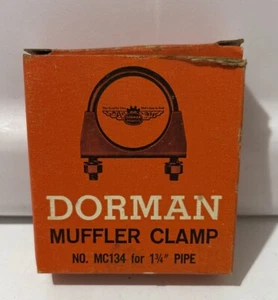 DORMAN
MUFFLER CLAMP
NO. MC134 for 1¾" PIPE